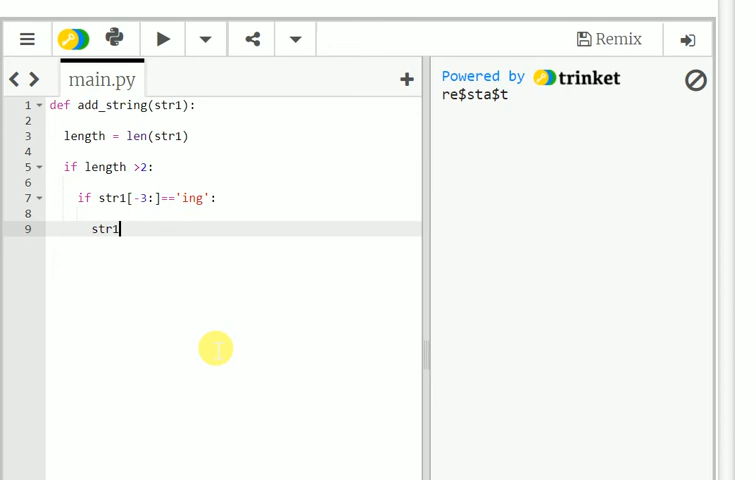 Remix
main.py
1 def add_string(str1):
2
3 length = len(str1)
4
5 if length >2:
6
7 if str1[-3:]=='ing':
8
9 str1
Powered by trinket
re$sta$t